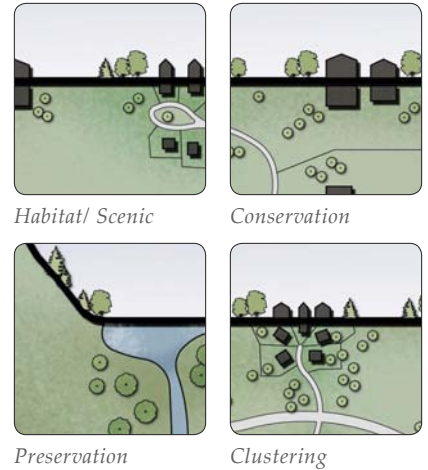 Habitat/ Scenic
Conservation
Preservation
Clustering